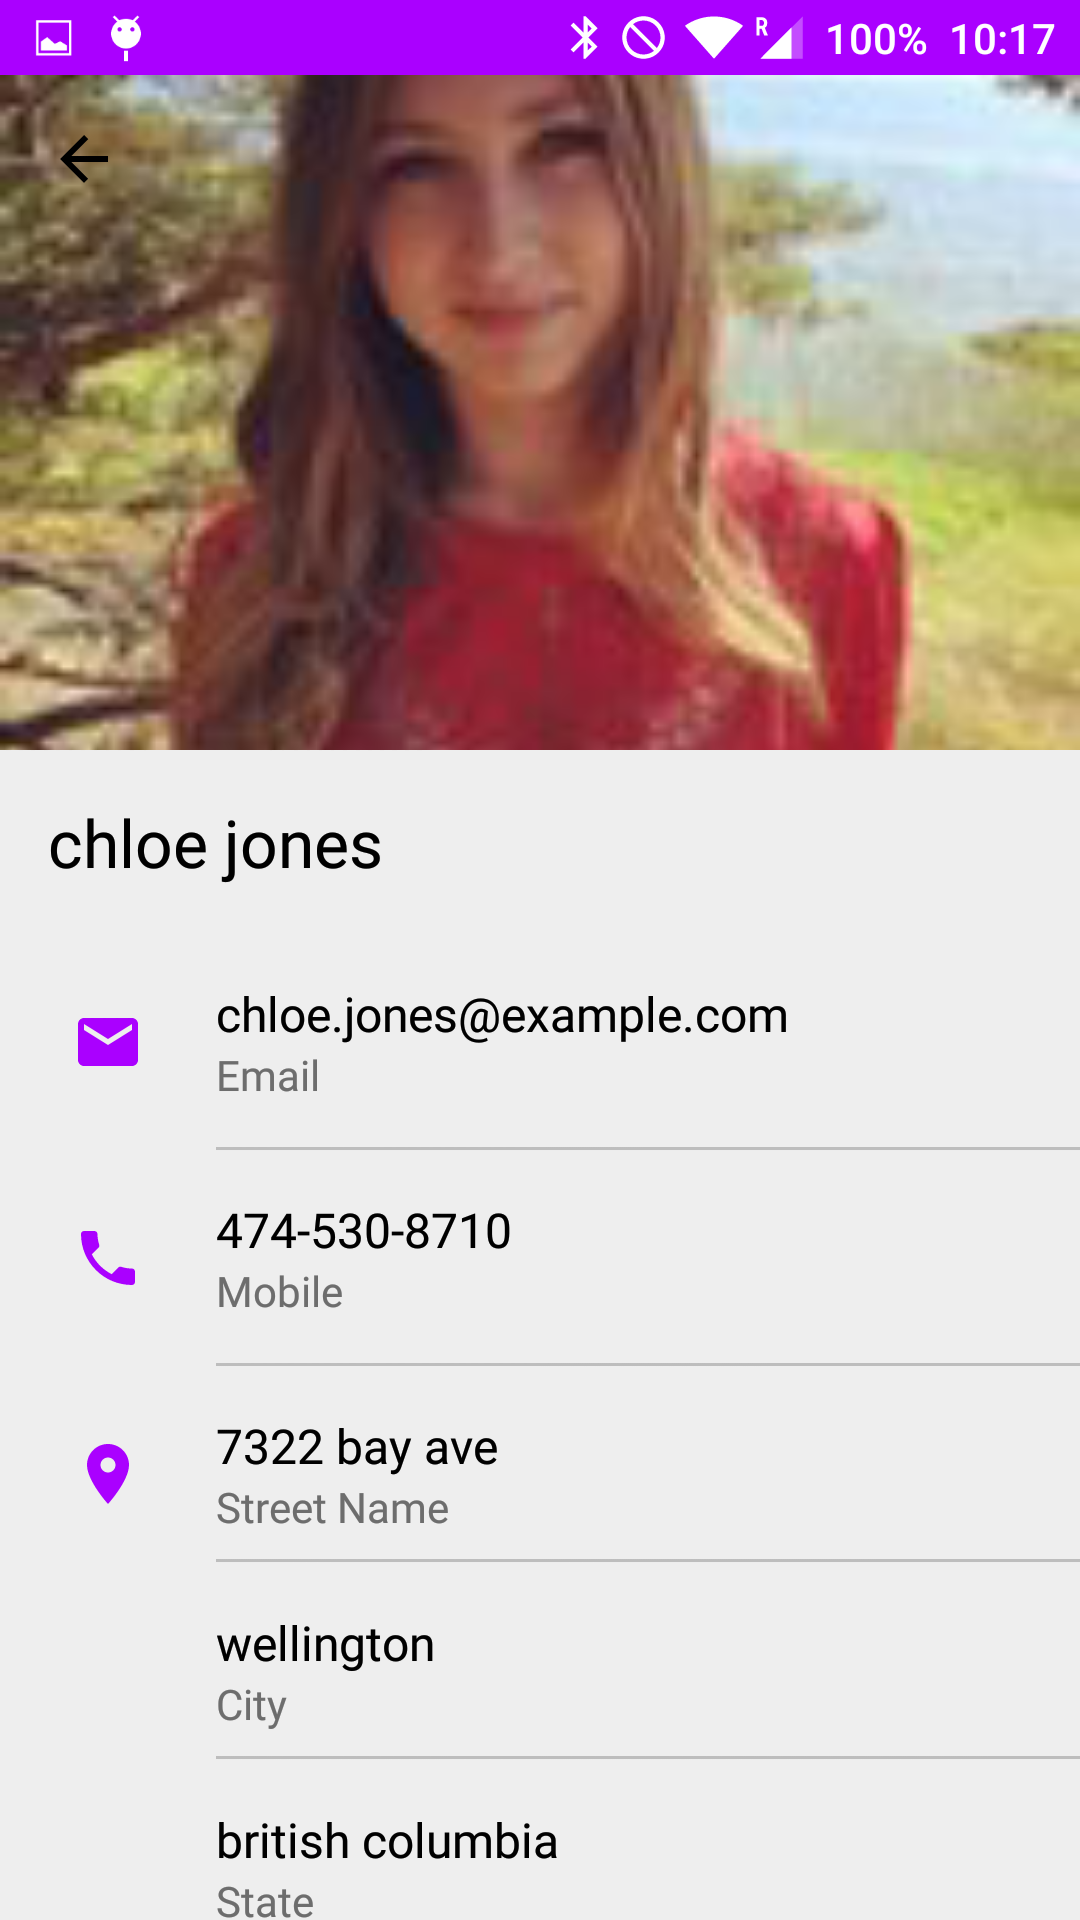 R 100% 10:17
chloe jones
chloe.jones@example.com
Email
474-530-8710
Mobile
7322 bay ave
Street Name
wellington
City
british columbia
State